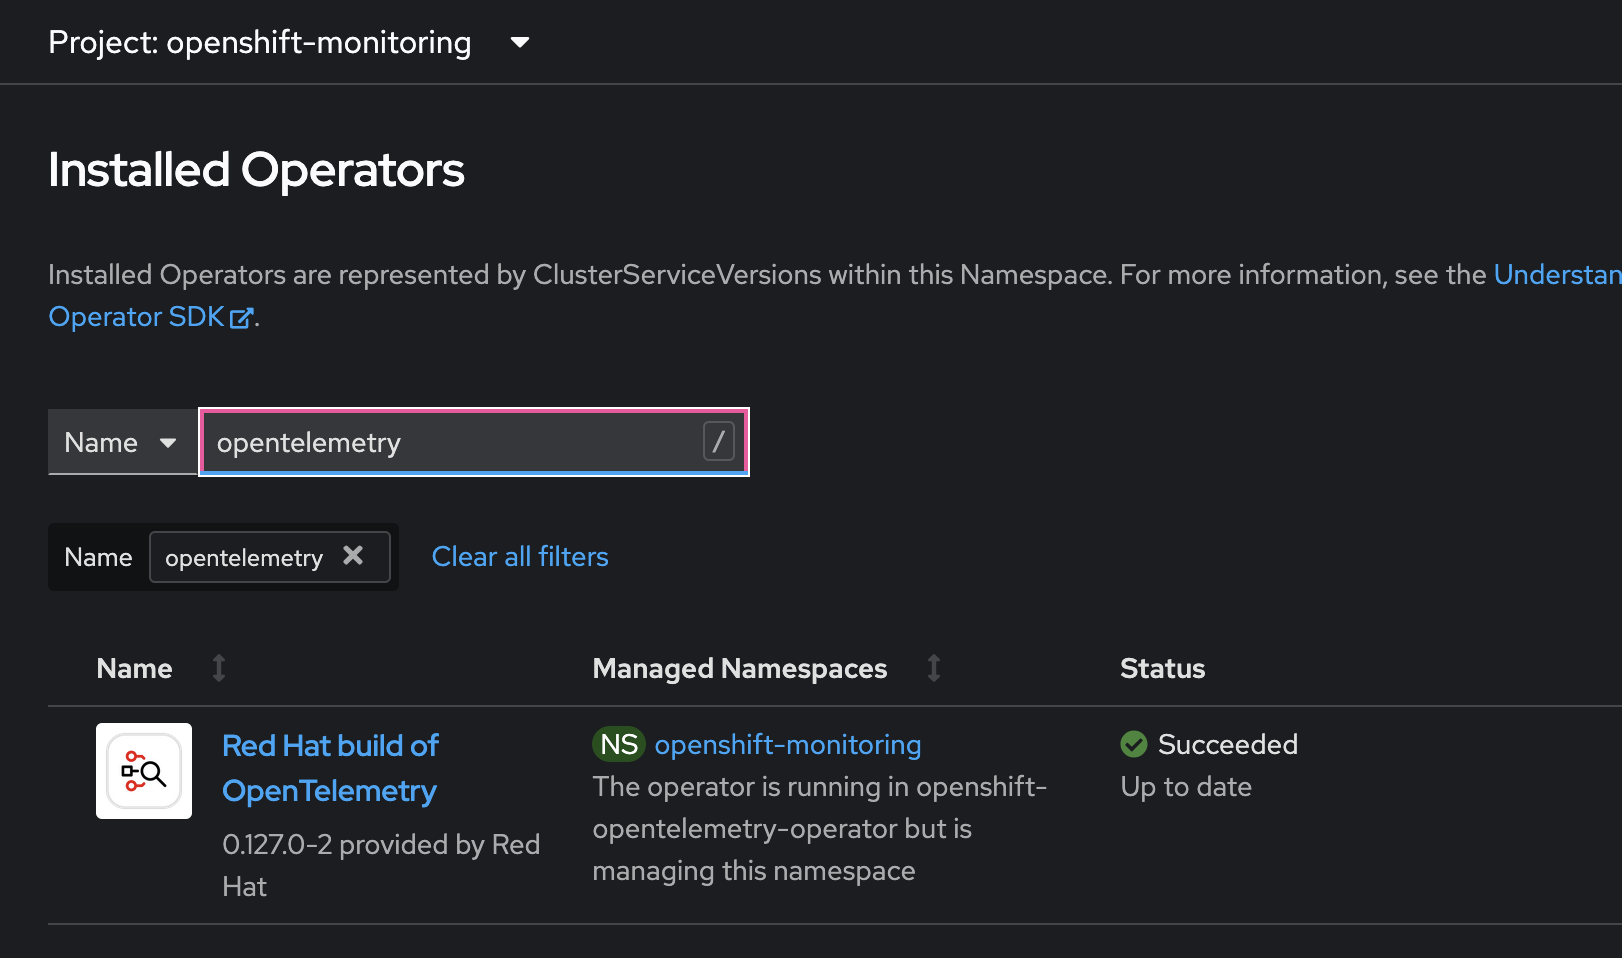 Project: openshift-monitoring
Installed Operators
Installed Operators are represented by ClusterServiceVersions within this Namespace. For more information, see the Understan
Operator SDK.
Name opentelemetry /
Name opentelemetry Clear all filters
Name Managed Namespaces Status
Red Hat build of OpenTelemetry
0.127.0-2 provided by Red Hat
NS openshift-monitoring
The operator is running in openshift-
opentelemetry-operator but is
managing this namespace
Succeeded
Up to date